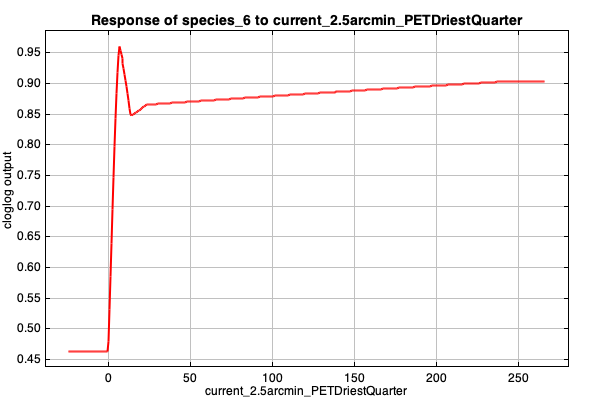 Response of species_6 to current_2.5arcmin_PETDriestQuarter
0.95
0.90
0.85
0.80
0.75
0.70
0.65
0.60
0.55
0.50
0.45
cloglog output
0 50 100 150 200 250
current_2.5arcmin_PETDriestQuarter